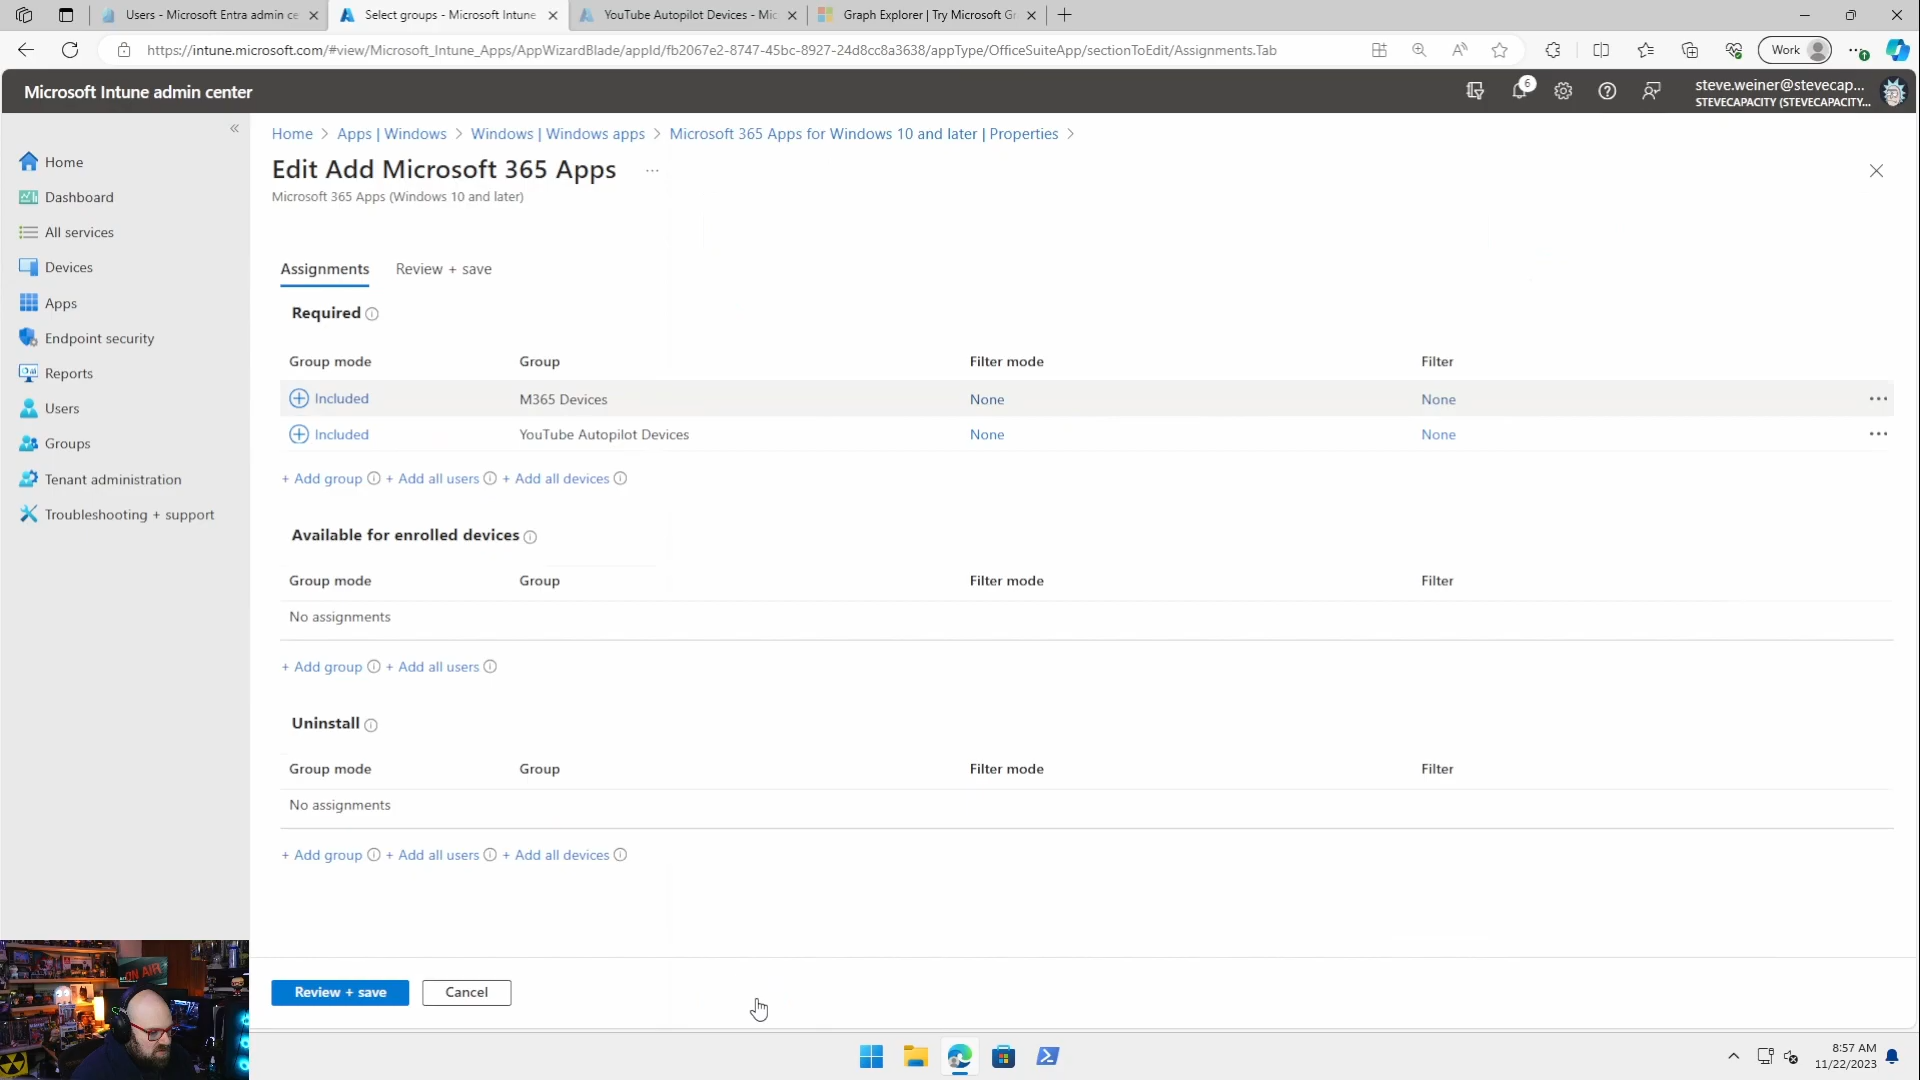 Users - Microsoft Entra admin ce
Select groups - Microsoft Intune
YouTube Autopilot Devices - Mic
Graph Explorer | Try Microsoft Gr
https://intune.microsoft.com/#view/Microsoft_Intune_Apps/AppWizardBlade/appId/fb2067e2-8747-45bc-8927-24d8cc8a3638/appType/OfficeSuiteApp/sectionToEdit/Assignments.Tab
Work
Microsoft Intune admin center
6
steve.weiner@stevecap...
STEVECAPACITY (STEVECAPACITY,...
Home
Dashboard
All services
Devices
Apps
Endpoint security
Reports
Users
Groups
Tenant administration
Troubleshooting + support
Home > Apps | Windows > Windows | Windows apps > Microsoft 365 Apps for Windows 10 and later | Properties >
Edit Add Microsoft 365 Apps ...
Microsoft 365 Apps (Windows 10 and later)
Assignments Review + save
Required
Group mode Group Filter mode Filter
Included M365 Devices None None ...
Included YouTube Autopilot Devices None None ...
+ Add group + Add all users + Add all devices
Available for enrolled devices
Group mode Group Filter mode Filter
No assignments
+ Add group + Add all users
Uninstall
Group mode Group Filter mode Filter
No assignments
+ Add group + Add all users + Add all devices
Review + save Cancel
ON AIR
8:57 AM
11/22/2023